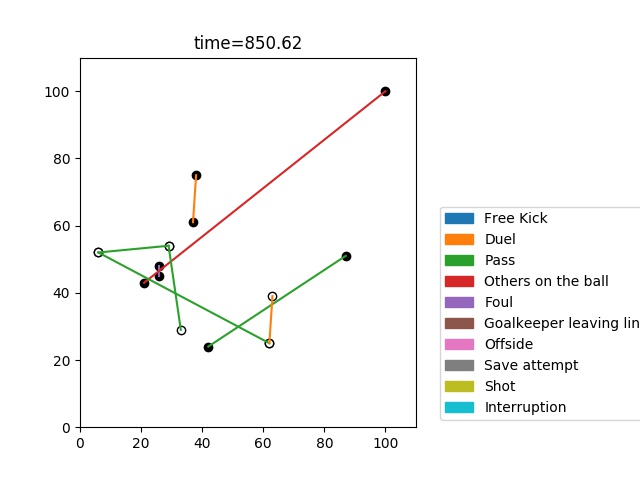 time=850.62
100
80
60
40
20
0
0 20 40 60 80 100
Free Kick
Duel
Pass
Others on the ball
Foul
Goalkeeper leaving lin
Offside
Save attempt
Shot
Interruption